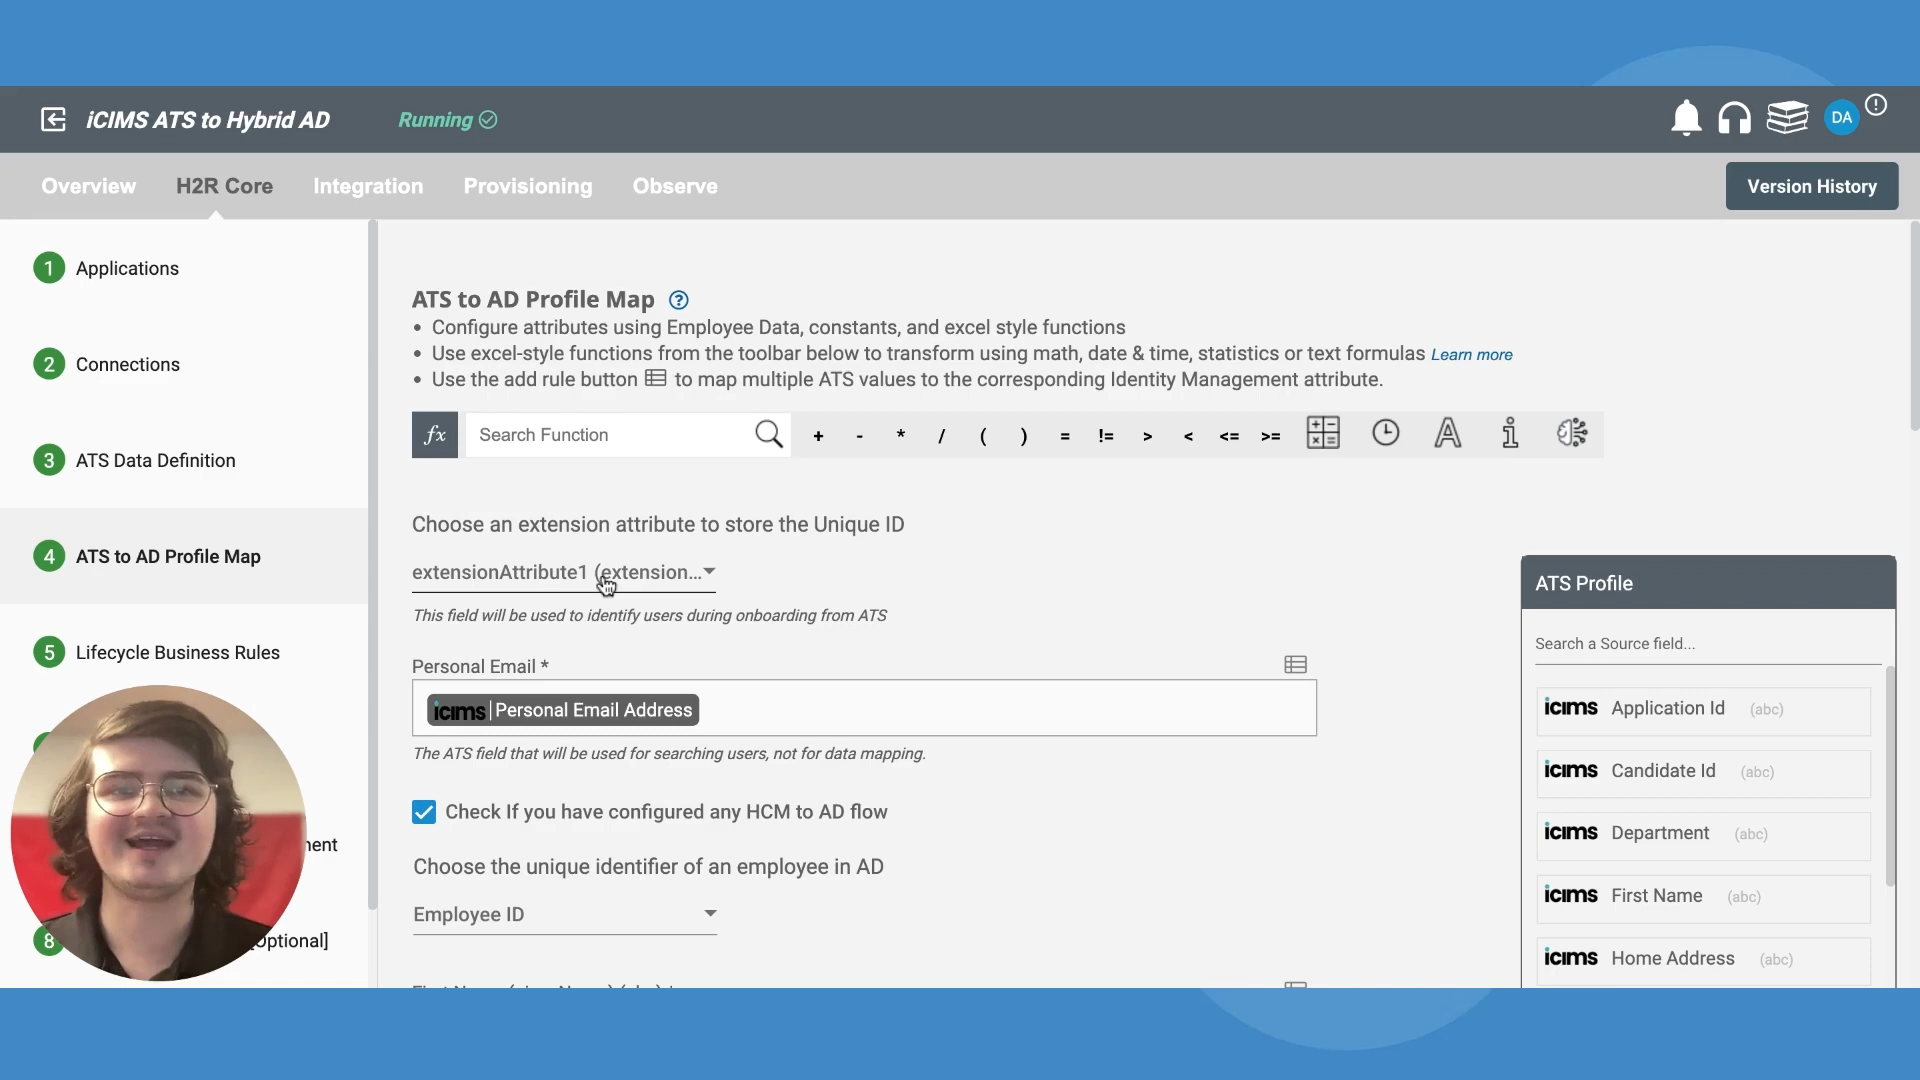 iCIMS ATS to Hybrid AD
Running
DA
Overview
H2R Core
Integration
Provisioning
Observe
Version History
1 Applications
2 Connections
3 ATS Data Definition
4 ATS to AD Profile Map
5 Lifecycle Business Rules
8
Optional]
ATS to AD Profile Map ?
• Configure attributes using Employee Data, constants, and excel style functions
• Use excel-style functions from the toolbar below to transform using math, date & time, statistics or text formulas Learn more
• Use the add rule button to map multiple ATS values to the corresponding Identity Management attribute.
fx Search Function + - * / ( ) = != > < <= >=
Choose an extension attribute to store the Unique ID
extensionAttribute1 (extension...
This field will be used to identify users during onboarding from ATS
Personal Email *
icims | Personal Email Address
The ATS field that will be used for searching users, not for data mapping.
Check If you have configured any HCM to AD flow
Choose the unique identifier of an employee in AD
Employee ID
ATS Profile
Search a Source field...
icims Application Id (abc)
icims Candidate Id (abc)
icims Department (abc)
icims First Name (abc)
icims Home Address (abc)